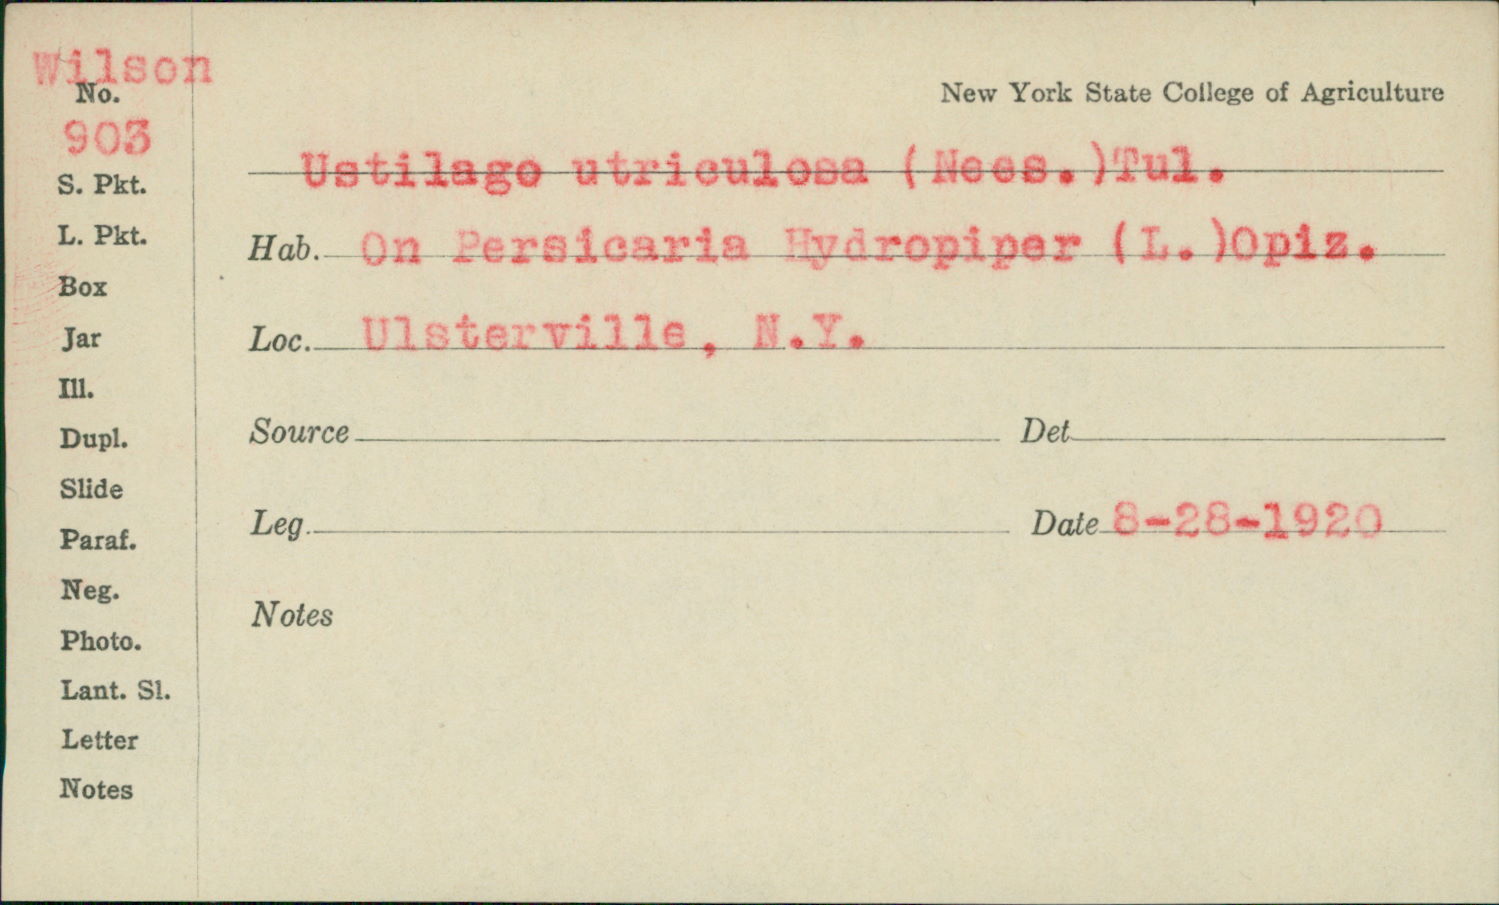 Wilson
No.
903
S. Pkt.
L. Pkt.
Box
Jar
Ill.
Dupl.
Slide
Paraf.
Neg.
Photo.
Lant. Sl.
Letter
Notes
New York State College of Agriculture
Ustilago utriculosa (Nees.)Tul.
Hab. On Persicaria Hydropiper (L.)Opiz.
Loc. Ulsterville, N.Y.
Source Det
Leg. Date 8-28-1920
Notes